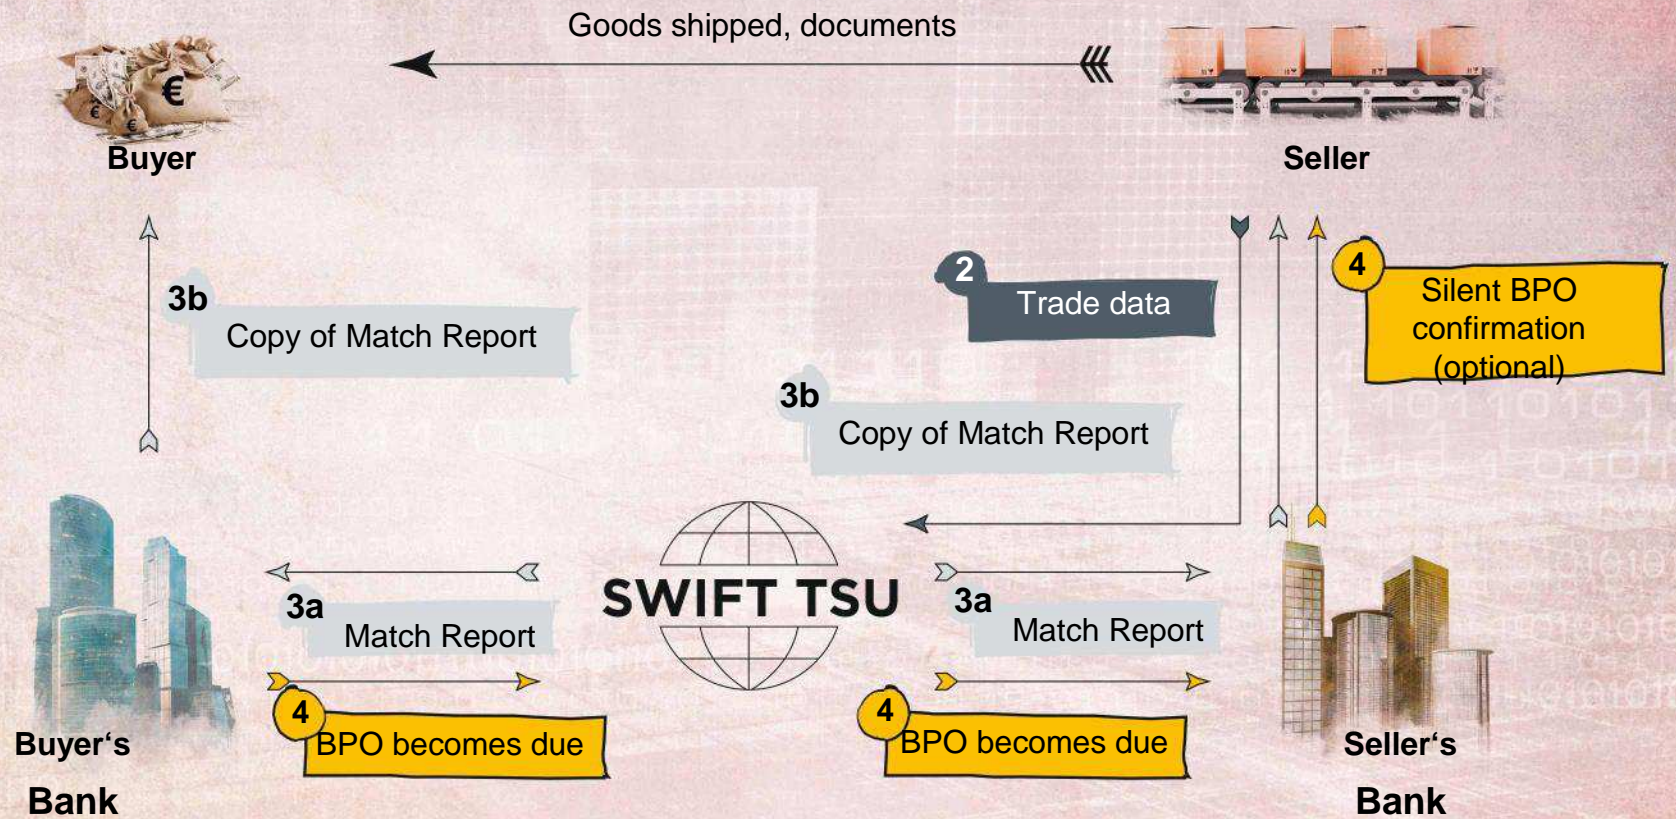 Goods shipped, documents
Buyer
Seller
3b
Copy of Match Report
2
Trade data
4
Silent BPO
confirmation
(optional)
3b
Copy of Match Report
SWIFT TSU
3a
Match Report
3a
Match Report
4
BPO becomes due
4
BPO becomes due
Buyer‘s
Bank
Seller‘s
Bank